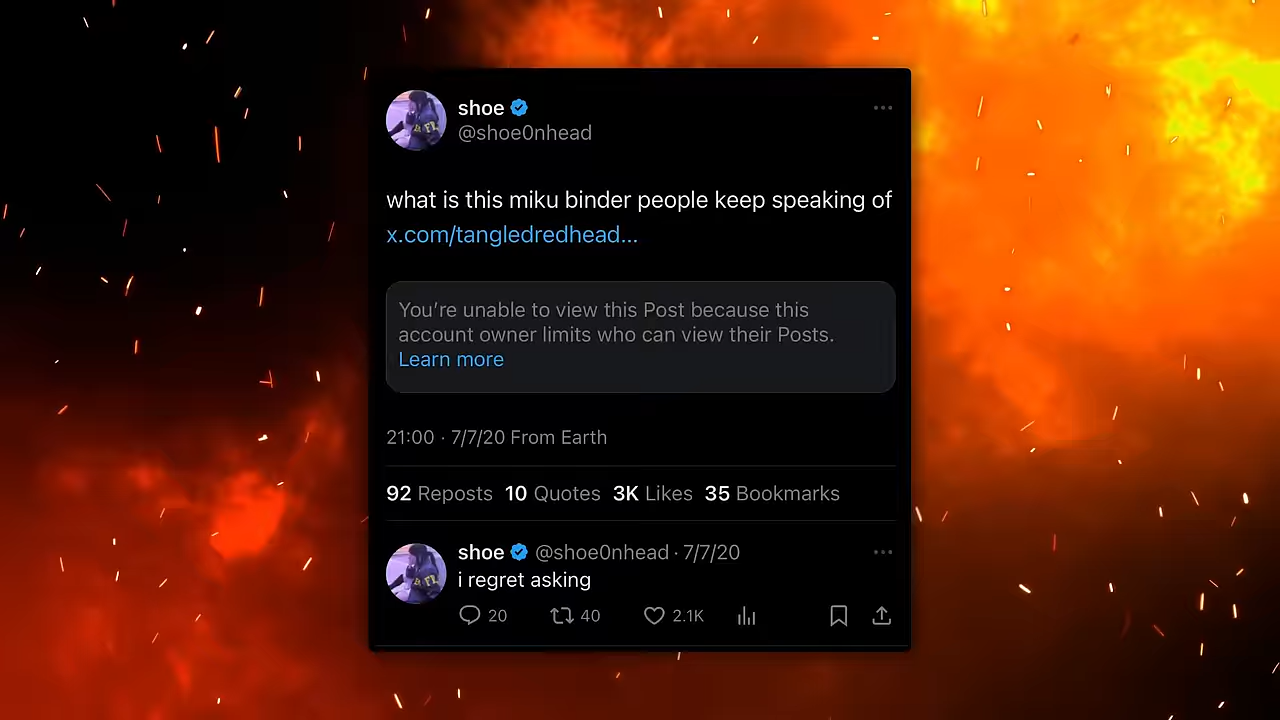 shoe
@shoe0nhead
what is this miku binder people keep speaking of
x.com/tangledredhead...
You're unable to view this Post because this
account owner limits who can view their Posts.
Learn more
21:00 · 7/7/20 From Earth
92 Reposts 10 Quotes 3K Likes 35 Bookmarks
shoe @shoe0nhead · 7/7/20
i regret asking
20 40 2.1K